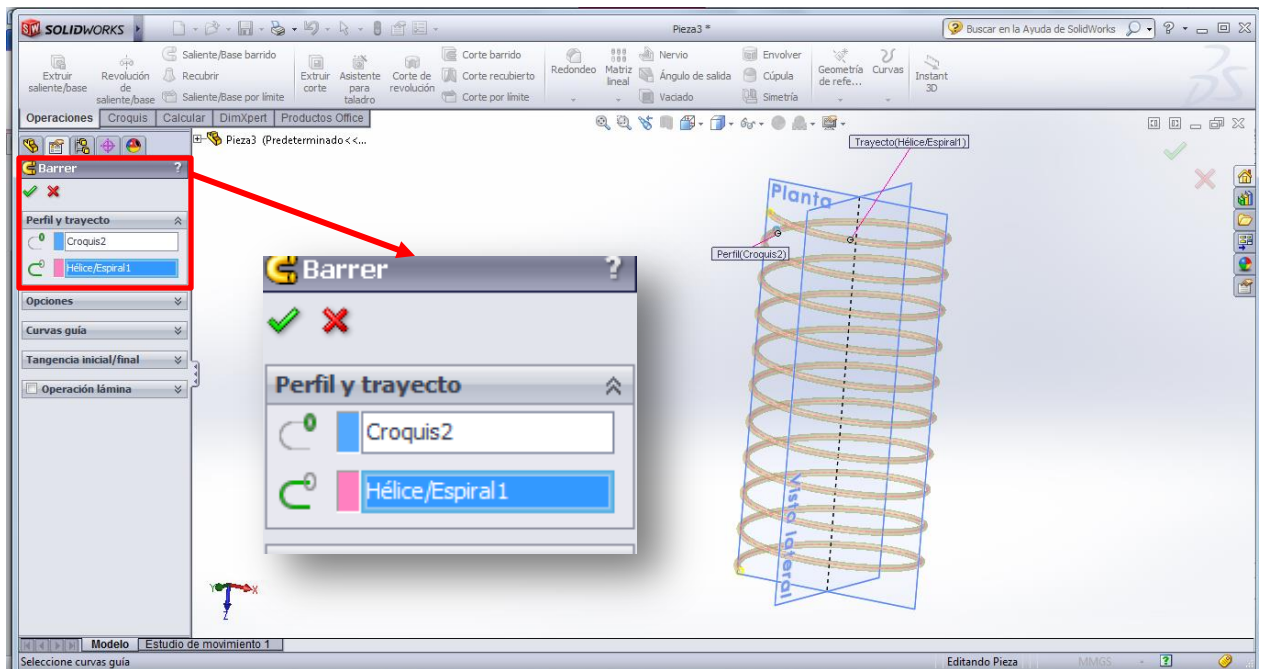 SOLIDWORKS
Pieza3 *
Buscar en la Ayuda de SolidWorks
Extruir saliente/base
Revolución de saliente/base
Saliente/Base barrido
Recubrir
Saliente/Base por límite
Extruir corte
Asistente para taladro
Corte de revolución
Corte barrido
Corte recubierto
Corte por límite
Redondeo
Matriz lineal
Nervio
Ángulo de salida
Vaciado
Envolver
Cúpula
Simetría
Geometría de refe...
Curvas
Instant 3D
Operaciones Croquis Calcular DimXpert Productos Office
Pieza3 (Predeterminado<<...
Barrer ?
Perfil y trayecto
Croquis2
Hélice/Espiral1
Opciones
Curvas guía
Tangencia inicial/final
Operación lámina
Barrer ?
Perfil y trayecto
Croquis2
Hélice/Espiral1
Trayecto(Hélice/Espiral1)
Planta
Perfil(Croquis2)
Vista lateral
Y X
Z
Modelo Estudio de movimiento 1
Seleccione curvas guía
Editando Pieza MMGS